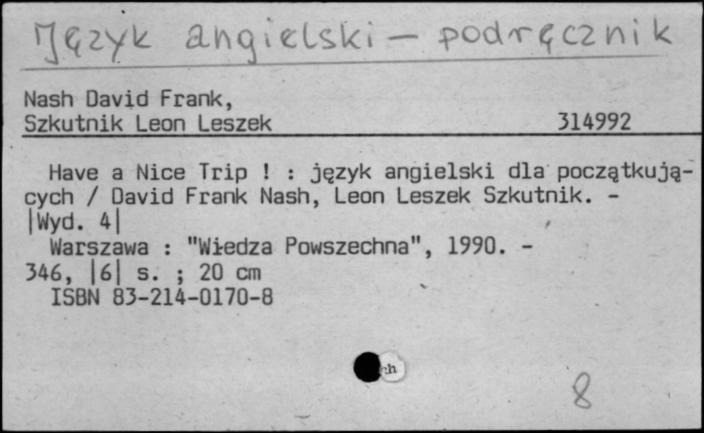 Język angielski - podręcznik
Nash David Frank,
Szkutnik Leon Leszek 314992
Have a Nice Trip ! : język angielski dla początkują-
cych / David Frank Nash, Leon Leszek Szkutnik. -
|Wyd. 4|
Warszawa : "Wiedza Powszechna", 1990. -
346, |6| s. ; 20 cm
ISBN 83-214-0170-8
ch
8